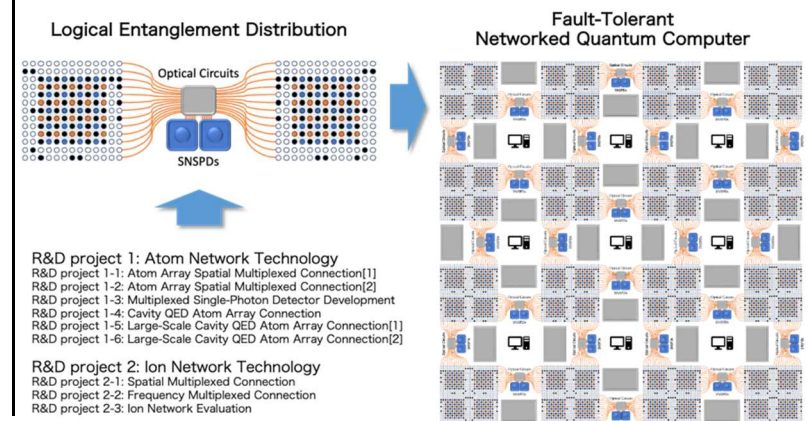 Logical Entanglement Distribution
Optical Circuits
SNSPDs
R&D project 1: Atom Network Technology
R&D project 1-1: Atom Array Spatial Multiplexed Connection[1]
R&D project 1-2: Atom Array Spatial Multiplexed Connection[2]
R&D project 1-3: Multiplexed Single-Photon Detector Development
R&D project 1-4: Cavity QED Atom Array Connection
R&D project 1-5: Large-Scale Cavity QED Atom Array Connection[1]
R&D project 1-6: Large-Scale Cavity QED Atom Array Connection[2]
R&D project 2: Ion Network Technology
R&D project 2-1: Spatial Multiplexed Connection
R&D project 2-2: Frequency Multiplexed Connection
R&D project 2-3: Ion Network Evaluation
Fault-Tolerant
Networked Quantum Computer